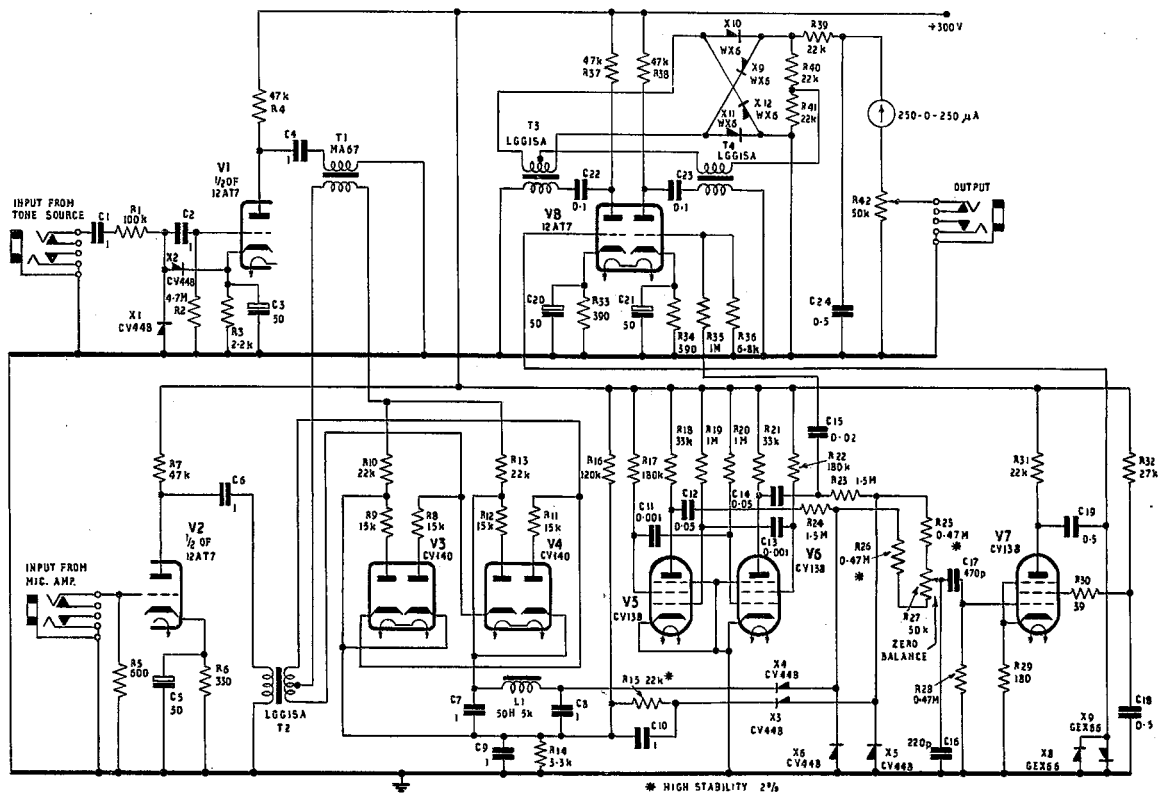 +300V
X10
WX6
R39
22k
X9
WX6
R40
22k
47k
R37
47k
R38
47k
R4
X12
WX6
X11
WX6
R41
22k
250-0-250 µA
C4
1
T1
MA67
T3
LGG15A
T4
LGG15A
V1
1/2 OF
12AT7
C22
0·1
C23
0·1
INPUT FROM
TONE SOURCE
R1
100k
C1
1
C2
1
V8
12AT7
R42
50k
OUTPUT
X2
CV448
4·7M
R2
X1
CV448
R3
2·2k
C3
50
C20
50
R33
390
C21
50
R34
390
R35
1M
R36
6·8k
C24
0·5
R7
47k
C6
1
R10
22k
R13
22k
R16
120k
R17
180k
R18
33k
R19
1M
R20
1M
R21
33k
C15
0·02
R22
180k
R23 1·5M
R31
22k
R32
27k
R9
15k
R8
15k
R12
15k
R11
15k
C11
0·001
C12
0·05
C14
0·05
R24
1·5M
C13
0·001
R26
0·47M
*
R25
0·47M
*
C17
470p
C19
0·5
V2
1/2 OF
12AT7
V3
CV140
V4
CV140
V5
CV138
V6
CV138
V7
CV138
R30
39
INPUT FROM
MIC. AMP.
R27
50k
ZERO
BALANCE
R5
600
C5
50
R6
330
LGG15A
T2
C7
1
L1
50H 5k
C8
1
R15 22k *
X4
CV448
X3
CV448
R28
0·47M
R29
180
C18
0·5
C9
1
R14
3·3k
C10
1
X6
CV448
X5
CV448
220p
C16
X9
GEX66
X8
GEX66
* HIGH STABILITY 2%